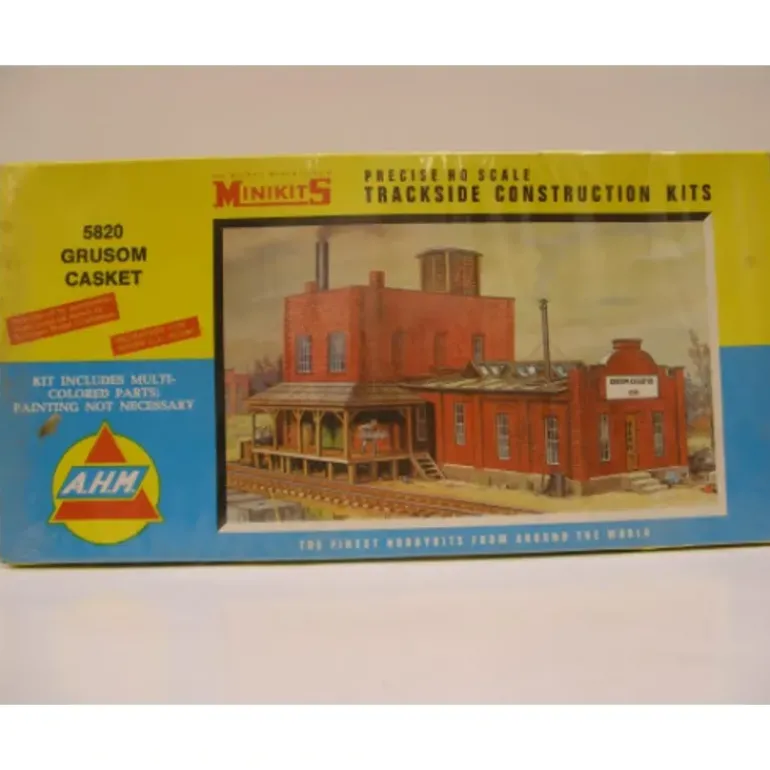 MINIKITS
PRECISE HO SCALE
TRACKSIDE CONSTRUCTION KITS
5820
GRUSOM
CASKET
KIT INCLUDES MULTI-
COLORED PARTS;
PAINTING NOT NECESSARY
A.H.M.
THE FINEST HOBBYKITS FROM AROUND THE WORLD